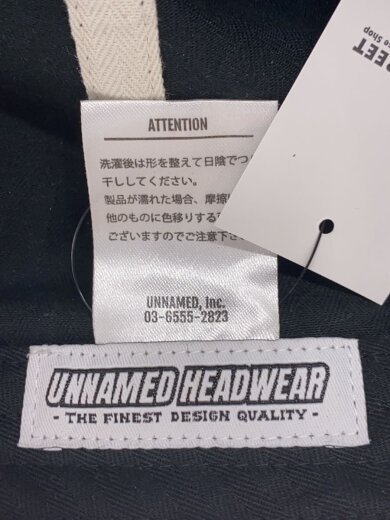 ATTENTION
洗濯後は形を整えて日陰でつ
干ししてください。
製品が濡れた場合、摩擦
他のものに色移りする
ございますのでご注意下さ
UNNAMED, Inc.
03-6555-2823
UNNAMED HEADWEAR
- THE FINEST DESIGN QUALITY -
REET
se Shop